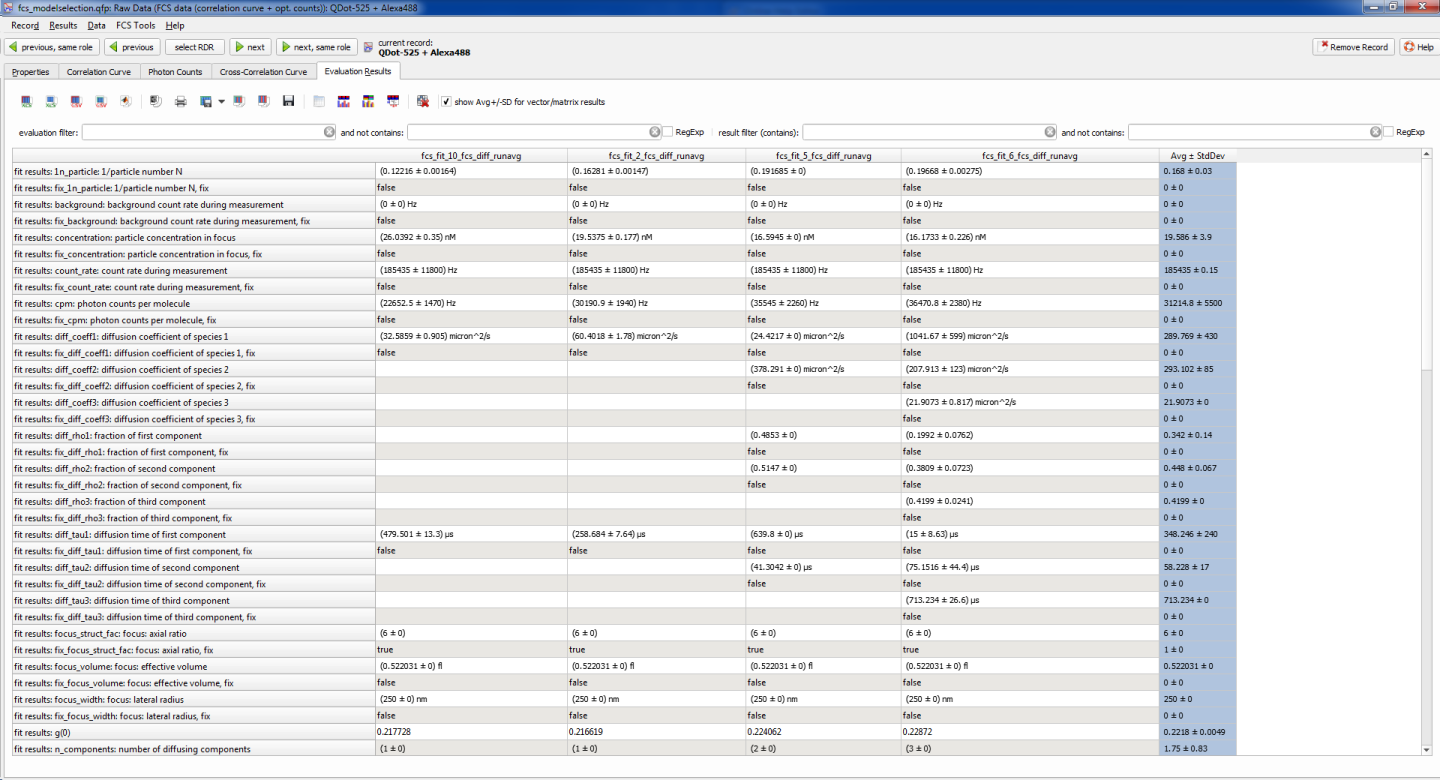 fcs_modelselection.qfp: Raw Data (FCS data (correlation curve + opt. counts)): QDot-525 + Alexa488
Record Results Data FCS Tools Help
previous, same role previous select RDR next next, same role current record: Remove Record Help
QDot-525 + Alexa488
Properties Correlation Curve Photon Counts Cross-Correlation Curve Evaluation Results
show Avg+/-SD for vector/matrrix results
evaluation filter: and not contains: RegExp result filter (contains): and not contains: RegExp
fcs_fit_10_fcs_diff_runavg fcs_fit_2_fcs_diff_runavg fcs_fit_5_fcs_diff_runavg fcs_fit_6_fcs_diff_runavg Avg ± StdDev
fit results: 1n_particle: 1/particle number N (0.12216 ± 0.00164) (0.16281 ± 0.00147) (0.191685 ± 0) (0.19668 ± 0.00275) 0.168 ± 0.03
fit results: fix_1n_particle: 1/particle number N, fix false false false false 0 ± 0
fit results: background: background count rate during measurement (0 ± 0) Hz (0 ± 0) Hz (0 ± 0) Hz (0 ± 0) Hz 0 ± 0
fit results: fix_background: background count rate during measurement, fix false false false false 0 ± 0
fit results: concentration: particle concentration in focus (26.0392 ± 0.35) nM (19.5375 ± 0.177) nM (16.5945 ± 0) nM (16.1733 ± 0.226) nM 19.586 ± 3.9
fit results: fix_concentration: particle concentration in focus, fix false false false false 0 ± 0
fit results: count_rate: count rate during measurement (185435 ± 11800) Hz (185435 ± 11800) Hz (185435 ± 11800) Hz (185435 ± 11800) Hz 185435 ± 0.15
fit results: fix_count_rate: count rate during measurement, fix false false false false 0 ± 0
fit results: cpm: photon counts per molecule (22652.5 ± 1470) Hz (30190.9 ± 1940) Hz (35545 ± 2260) Hz (36470.8 ± 2380) Hz 31214.8 ± 5500
fit results: fix_cpm: photon counts per molecule, fix false false false false 0 ± 0
fit results: diff_coeff1: diffusion coefficient of species 1 (32.5859 ± 0.905) micron^2/s (60.4018 ± 1.78) micron^2/s (24.4217 ± 0) micron^2/s (1041.67 ± 599) micron^2/s 289.769 ± 430
fit results: fix_diff_coeff1: diffusion coefficient of species 1, fix false false false false 0 ± 0
fit results: diff_coeff2: diffusion coefficient of species 2 (378.291 ± 0) micron^2/s (207.913 ± 123) micron^2/s 293.102 ± 85
fit results: fix_diff_coeff2: diffusion coefficient of species 2, fix false false 0 ± 0
fit results: diff_coeff3: diffusion coefficient of species 3 (21.9073 ± 0.817) micron^2/s 21.9073 ± 0
fit results: fix_diff_coeff3: diffusion coefficient of species 3, fix false 0 ± 0
fit results: diff_rho1: fraction of first component (0.4853 ± 0) (0.1992 ± 0.0762) 0.342 ± 0.14
fit results: fix_diff_rho1: fraction of first component, fix false false 0 ± 0
fit results: diff_rho2: fraction of second component (0.5147 ± 0) (0.3809 ± 0.0723) 0.448 ± 0.067
fit results: fix_diff_rho2: fraction of second component, fix false false 0 ± 0
fit results: diff_rho3: fraction of third component (0.4199 ± 0.0241) 0.4199 ± 0
fit results: fix_diff_rho3: fraction of third component, fix false 0 ± 0
fit results: diff_tau1: diffusion time of first component (479.501 ± 13.3) µs (258.684 ± 7.64) µs (639.8 ± 0) µs (15 ± 8.63) µs 348.246 ± 240
fit results: fix_diff_tau1: diffusion time of first component, fix false false false false 0 ± 0
fit results: diff_tau2: diffusion time of second component (41.3042 ± 0) µs (75.1516 ± 44.4) µs 58.228 ± 17
fit results: fix_diff_tau2: diffusion time of second component, fix false false 0 ± 0
fit results: diff_tau3: diffusion time of third component (713.234 ± 26.6) µs 713.234 ± 0
fit results: fix_diff_tau3: diffusion time of third component, fix false 0 ± 0
fit results: focus_struct_fac: focus: axial ratio (6 ± 0) (6 ± 0) (6 ± 0) (6 ± 0) 6 ± 0
fit results: fix_focus_struct_fac: focus: axial ratio, fix true true true true 1 ± 0
fit results: focus_volume: focus: effective volume (0.522031 ± 0) fl (0.522031 ± 0) fl (0.522031 ± 0) fl (0.522031 ± 0) fl 0.522031 ± 0
fit results: fix_focus_volume: focus: effective volume, fix false false false false 0 ± 0
fit results: focus_width: focus: lateral radius (250 ± 0) nm (250 ± 0) nm (250 ± 0) nm (250 ± 0) nm 250 ± 0
fit results: fix_focus_width: focus: lateral radius, fix false false false false 0 ± 0
fit results: g(0) 0.217728 0.216619 0.224062 0.22872 0.2218 ± 0.0049
fit results: n_components: number of diffusing components (1 ± 0) (1 ± 0) (2 ± 0) (3 ± 0) 1.75 ± 0.83